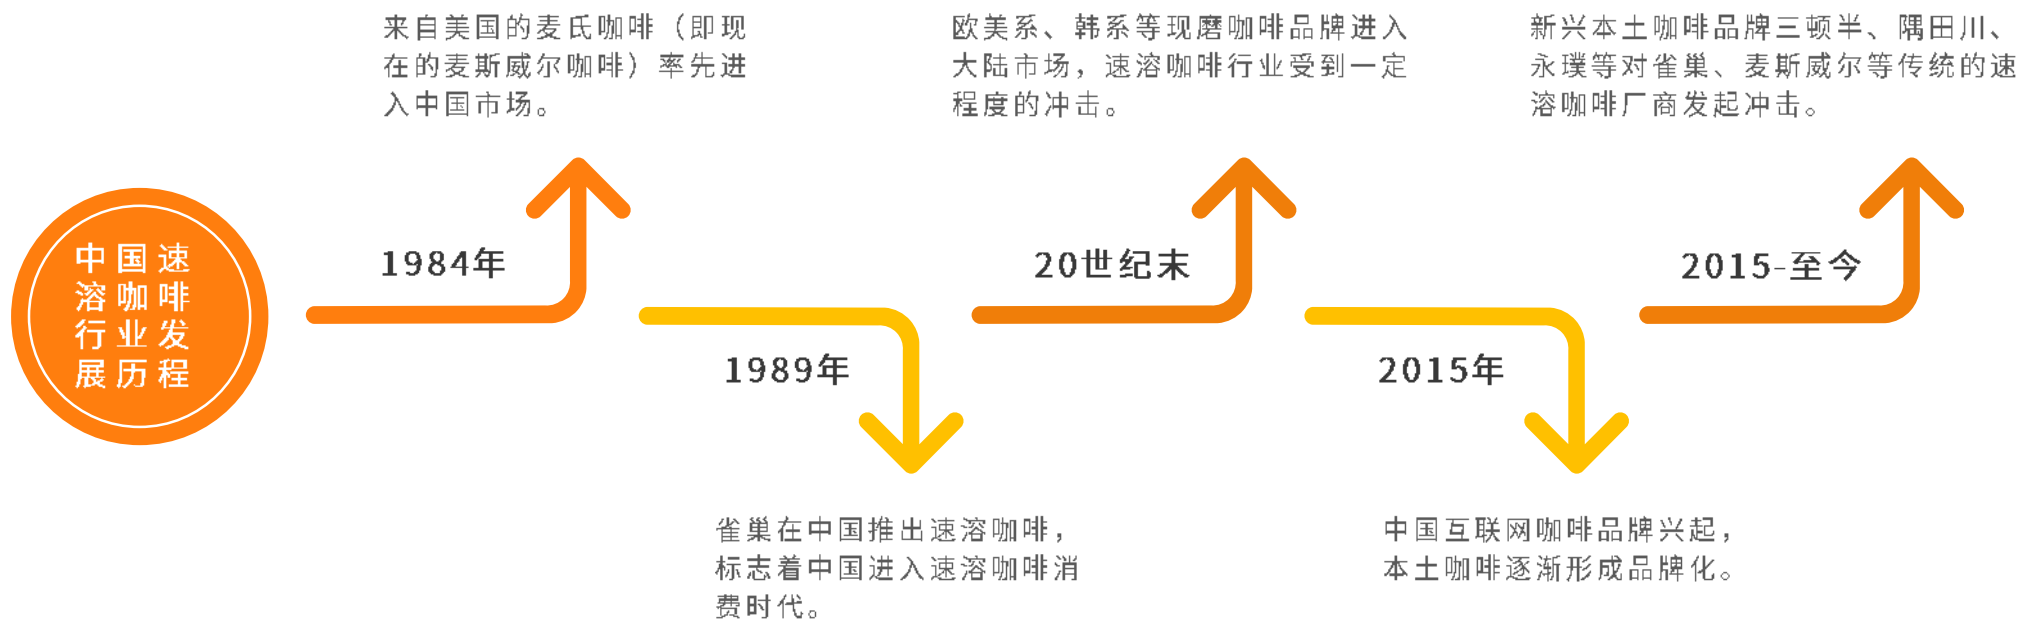 中国速
溶咖啡
行业发
展历程
1984年
来自美国的麦氏咖啡（即现
在的麦斯威尔咖啡）率先进
入中国市场。
1989年
雀巢在中国推出速溶咖啡，
标志着中国进入速溶咖啡消
费时代。
20世纪末
欧美系、韩系等现磨咖啡品牌进入
大陆市场，速溶咖啡行业受到一定
程度的冲击。
2015年
中国互联网咖啡品牌兴起，
本土咖啡逐渐形成品牌化。
2015-至今
新兴本土咖啡品牌三顿半、隅田川、
永璞等对雀巢、麦斯威尔等传统的速
溶咖啡厂商发起冲击。